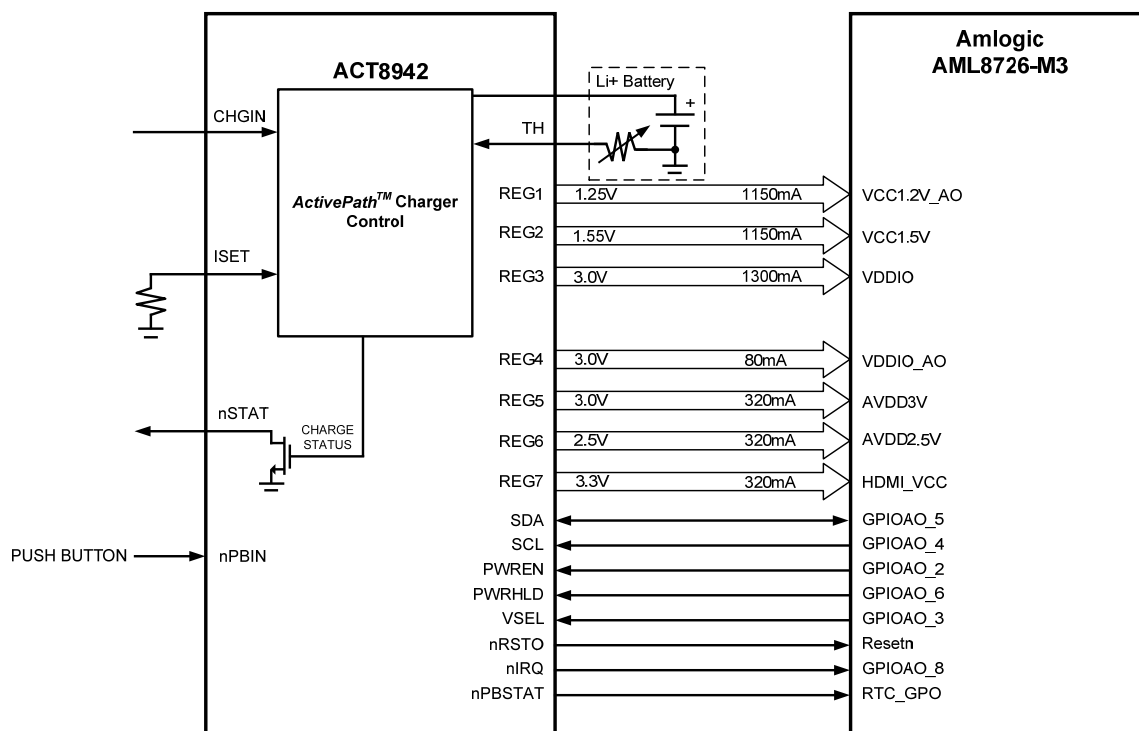 Amlogic
AML8726-M3
ACT8942
Li+ Battery
+
CHGIN
TH
ActivePath™ Charger
Control
REG1 1.25V 1150mA VCC1.2V_AO
REG2 1.55V 1150mA VCC1.5V
ISET
REG3 3.0V 1300mA VDDIO
REG4 3.0V 80mA VDDIO_AO
REG5 3.0V 320mA AVDD3V
nSTAT
CHARGE
STATUS
REG6 2.5V 320mA AVDD2.5V
REG7 3.3V 320mA HDMI_VCC
SDA GPIOAO_5
SCL GPIOAO_4
PUSH BUTTON nPBIN
PWREN GPIOAO_2
PWRHLD GPIOAO_6
VSEL GPIOAO_3
nRSTO Resetn
nIRQ GPIOAO_8
nPBSTAT RTC_GPO